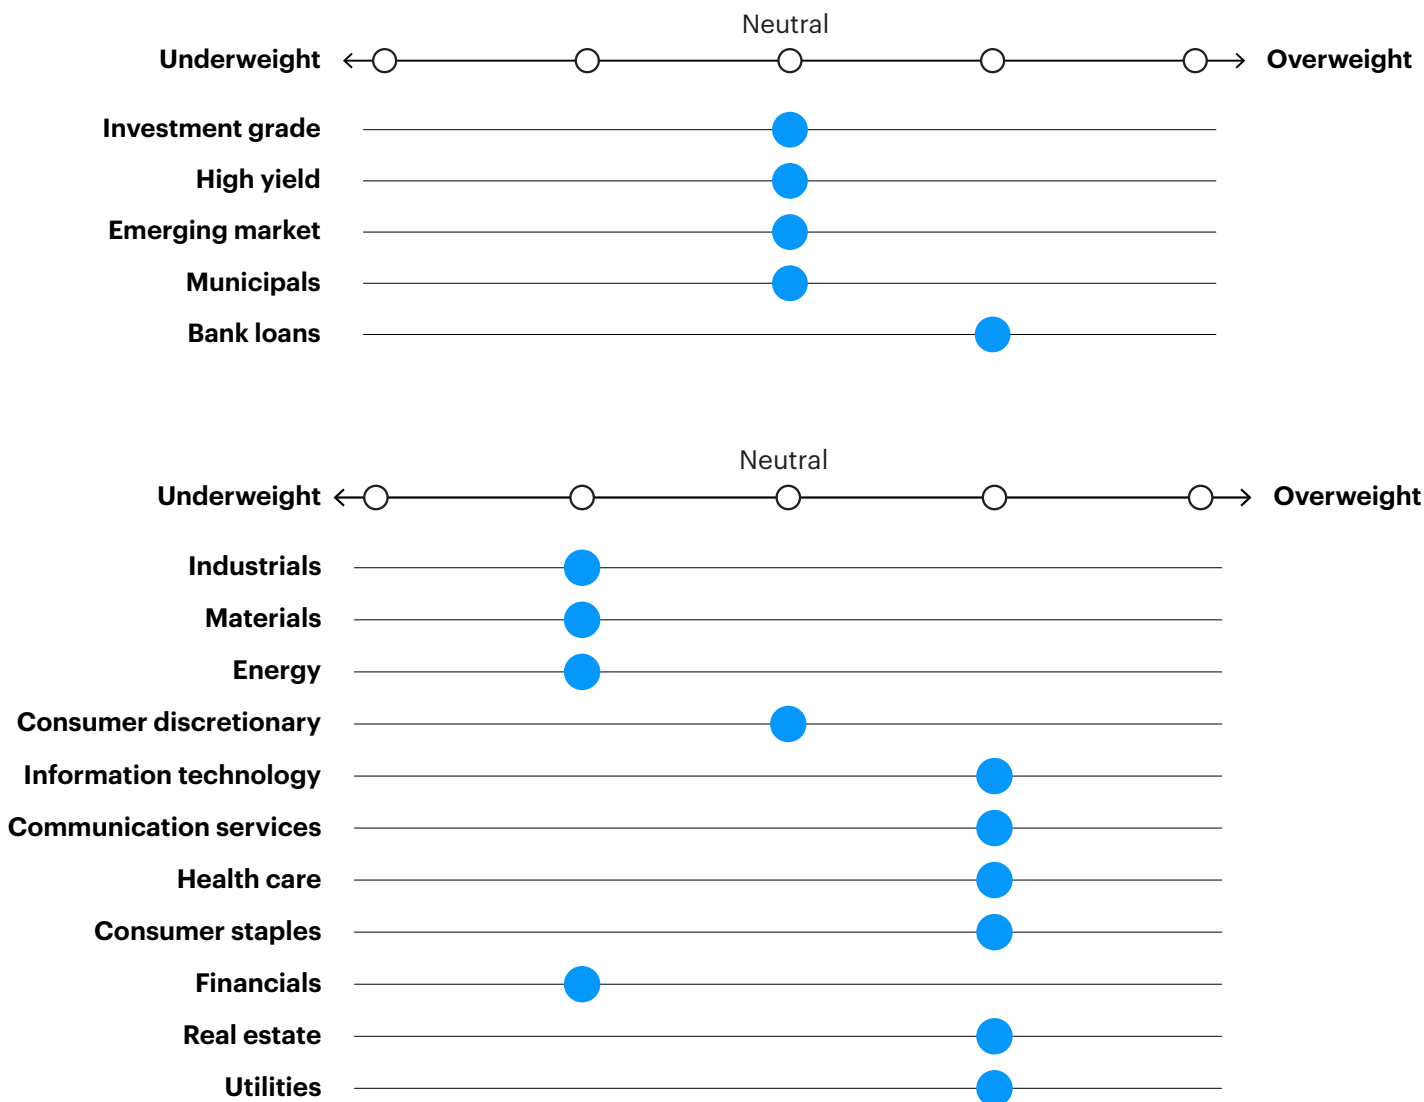 Neutral
Underweight
Overweight
Investment grade
High yield
Emerging market
Municipals
Bank loans
Neutral
Underweight
Overweight
Industrials
Materials
Energy
Consumer discretionary
Information technology
Communication services
Health care
Consumer staples
Financials
Real estate
Utilities